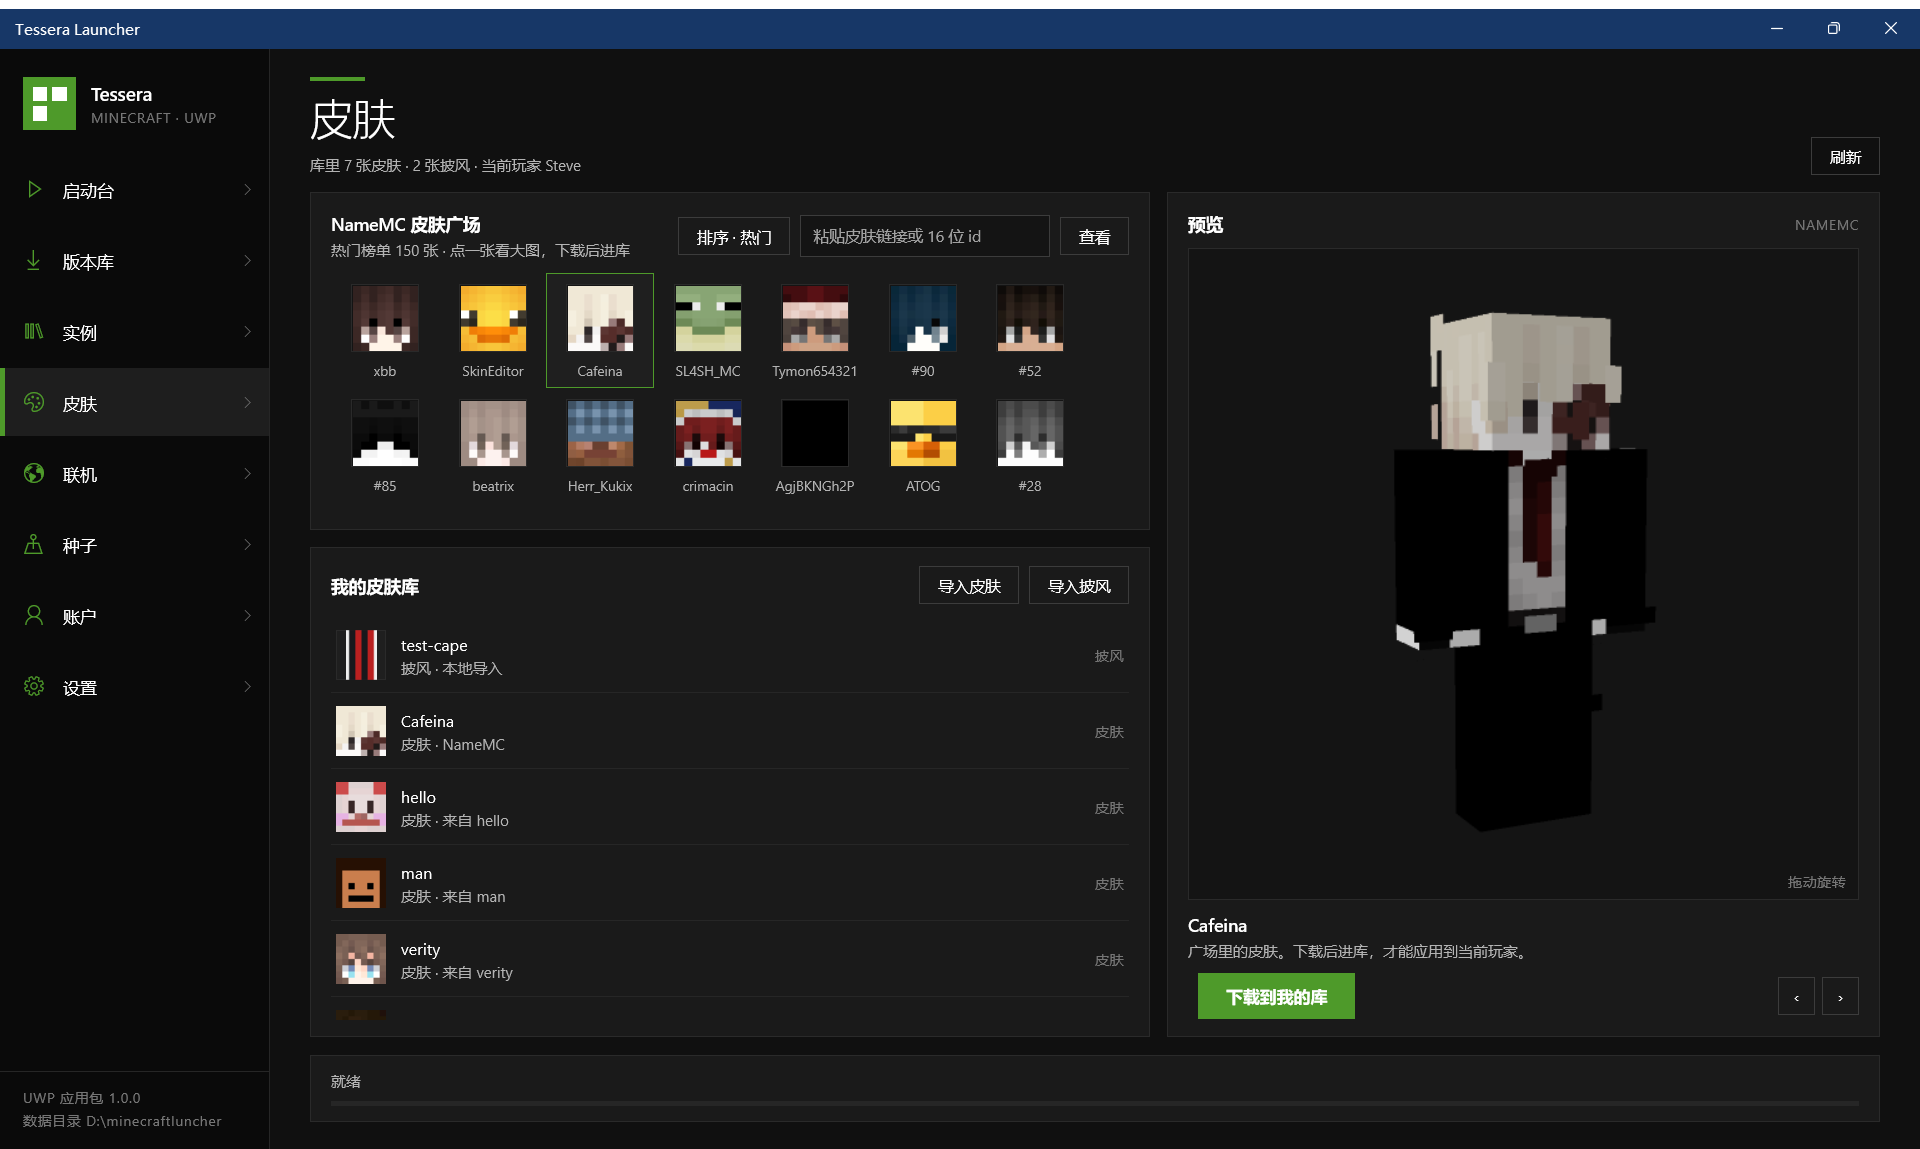 Tessera Launcher
Tessera
MINECRAFT · UWP
启动台
版本库
实例
皮肤
联机
种子
账户
设置
UWP 应用包 1.0.0
数据目录 D:\minecraftluncher
皮肤
库里 7 张皮肤 · 2 张披风 · 当前玩家 Steve
刷新
NameMC 皮肤广场
热门榜单 150 张 · 点一张看大图，下载后进库
排序 · 热门
粘贴皮肤链接或 16 位 id
查看
xbb
SkinEditor
Cafeina
SL4SH_MC
Tymon654321
#90
#52
#85
beatrix
Herr_Kukix
crimacin
AgjBKNGh2P
ATOG
#28
我的皮肤库
导入皮肤
导入披风
test-cape
披风 · 本地导入
披风
Cafeina
皮肤 · NameMC
皮肤
hello
皮肤 · 来自 hello
皮肤
man
皮肤 · 来自 man
皮肤
verity
皮肤 · 来自 verity
皮肤
预览
NAMEMC
拖动旋转
Cafeina
广场里的皮肤。下载后进库，才能应用到当前玩家。
下载到我的库
‹
›
就绪